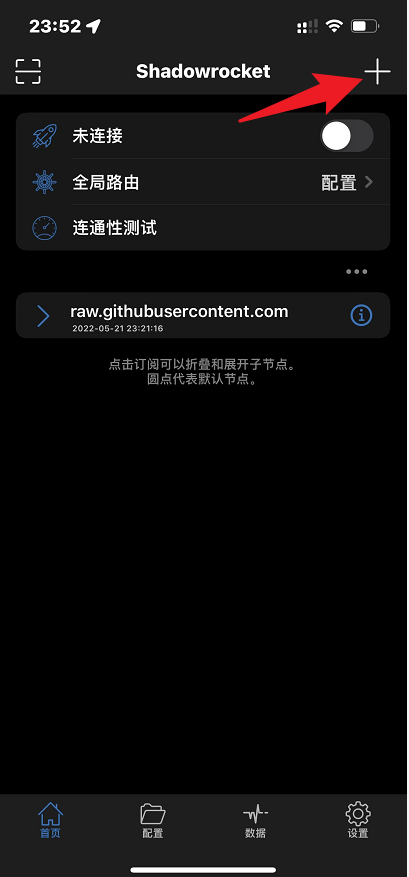 23:52
Shadowrocket
未连接
全局路由 配置
连通性测试
raw.githubusercontent.com
2022-05-21 23:21:16
点击订阅可以折叠和展开子节点。
圆点代表默认节点。
首页 配置 数据 设置